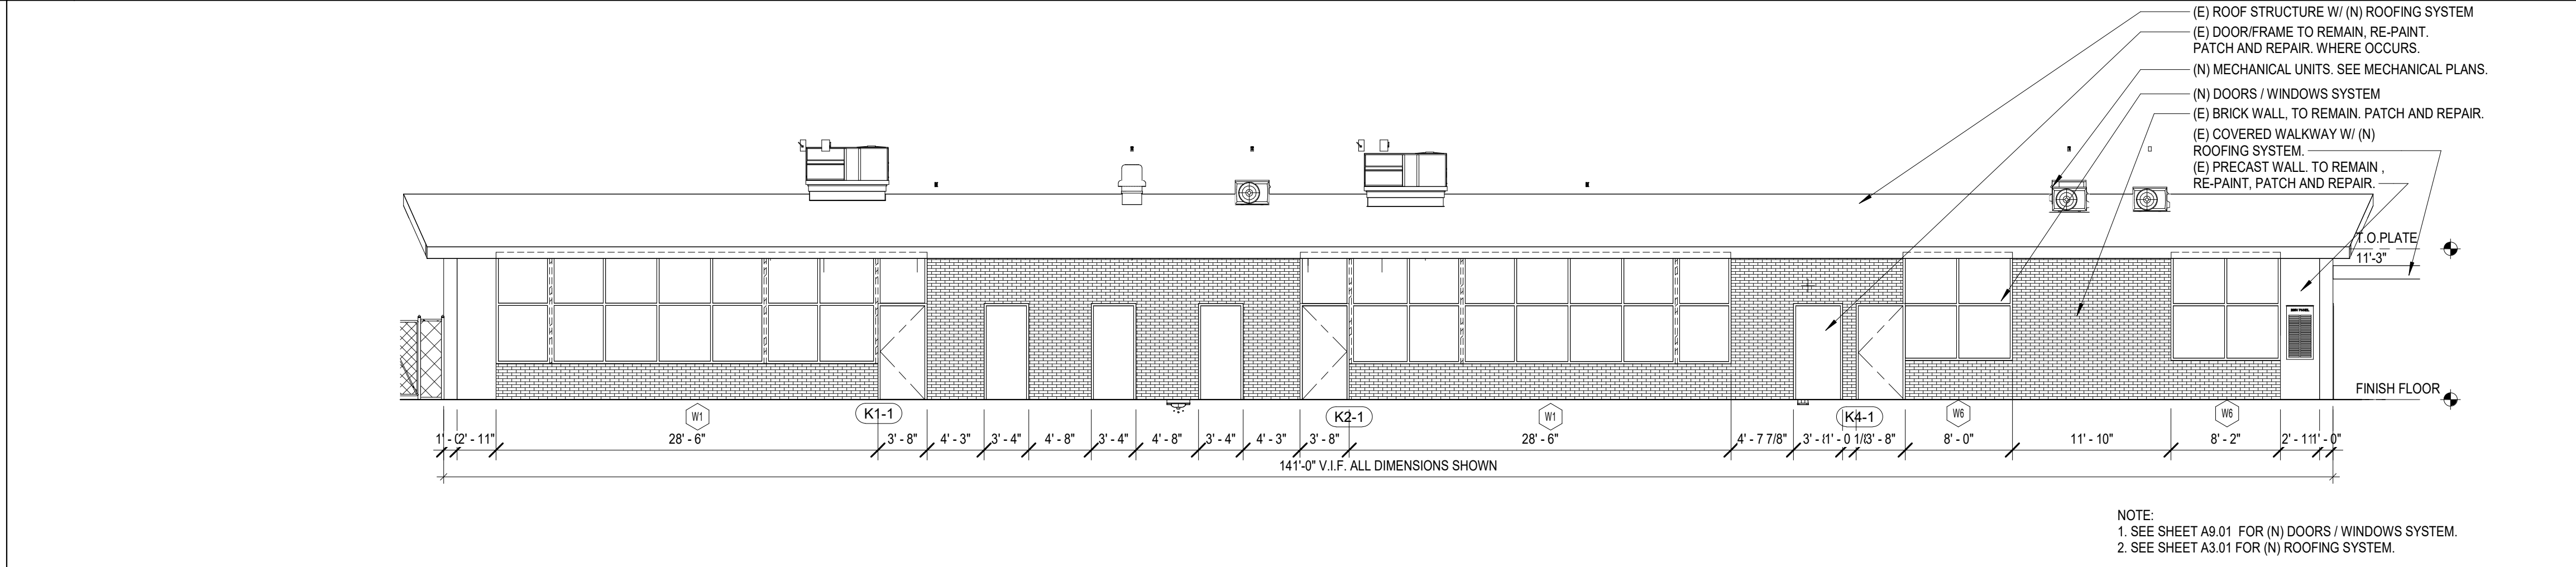 (E) ROOF STRUCTURE W/ (N) ROOFING SYSTEM
(E) DOOR/FRAME TO REMAIN, RE-PAINT.
PATCH AND REPAIR. WHERE OCCURS.
(N) MECHANICAL UNITS. SEE MECHANICAL PLANS.
(N) DOORS / WINDOWS SYSTEM
(E) BRICK WALL, TO REMAIN. PATCH AND REPAIR.
(E) COVERED WALKWAY W/ (N)
ROOFING SYSTEM.
(E) PRECAST WALL. TO REMAIN ,
RE-PAINT, PATCH AND REPAIR.
T.O.PLATE
11'-3"
FINISH FLOOR
W1 K1-1 K2-1 W1 K4-1 W6 W6
2' - 11" 28' - 6" 3' - 8" 4' - 3" 3' - 4" 4' - 8" 3' - 4" 4' - 8" 3' - 4" 4' - 3" 3' - 8" 28' - 6" 4' - 7 7/8" 3' - 8" 8' - 0" 11' - 10" 8' - 2"
141'-0" V.I.F. ALL DIMENSIONS SHOWN
NOTE:
1. SEE SHEET A9.01 FOR (N) DOORS / WINDOWS SYSTEM.
2. SEE SHEET A3.01 FOR (N) ROOFING SYSTEM.